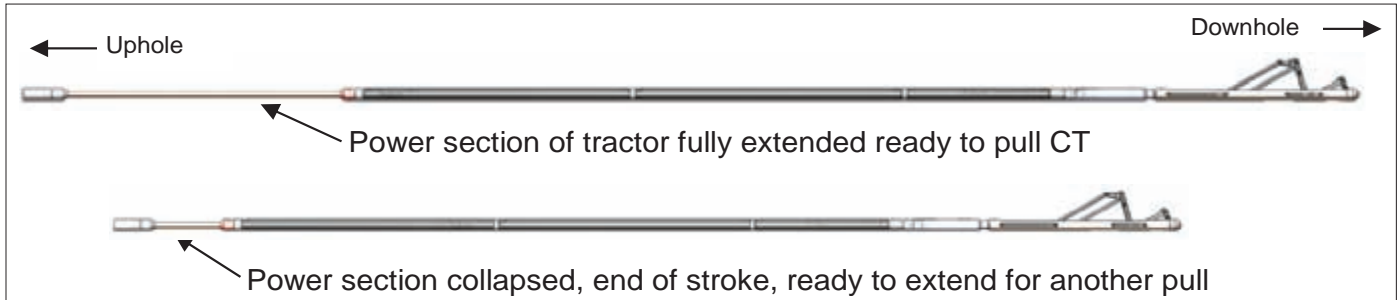 Uphole
Downhole
Power section of tractor fully extended ready to pull CT
Power section collapsed, end of stroke, ready to extend for another pull